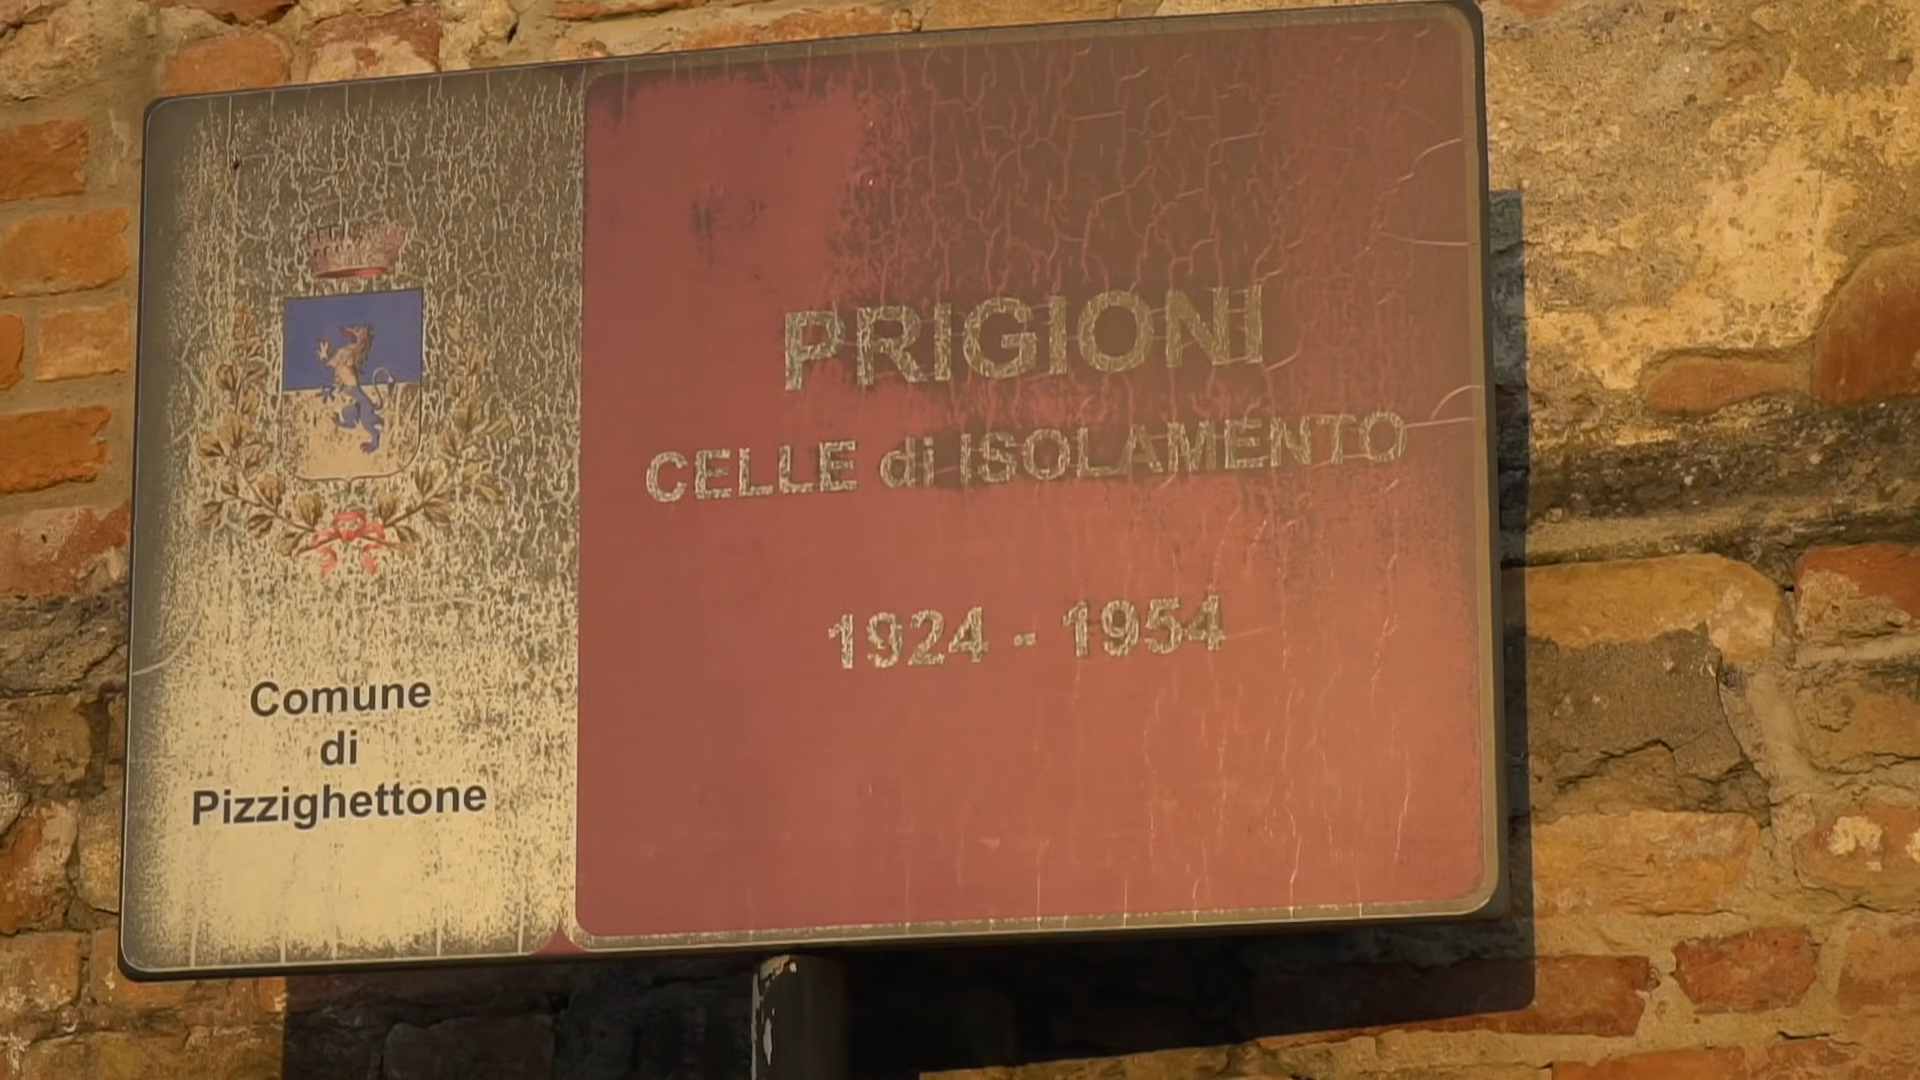 Comune
di
Pizzighettone
PRIGIONI
CELLE di ISOLAMENTO
1924 - 1954